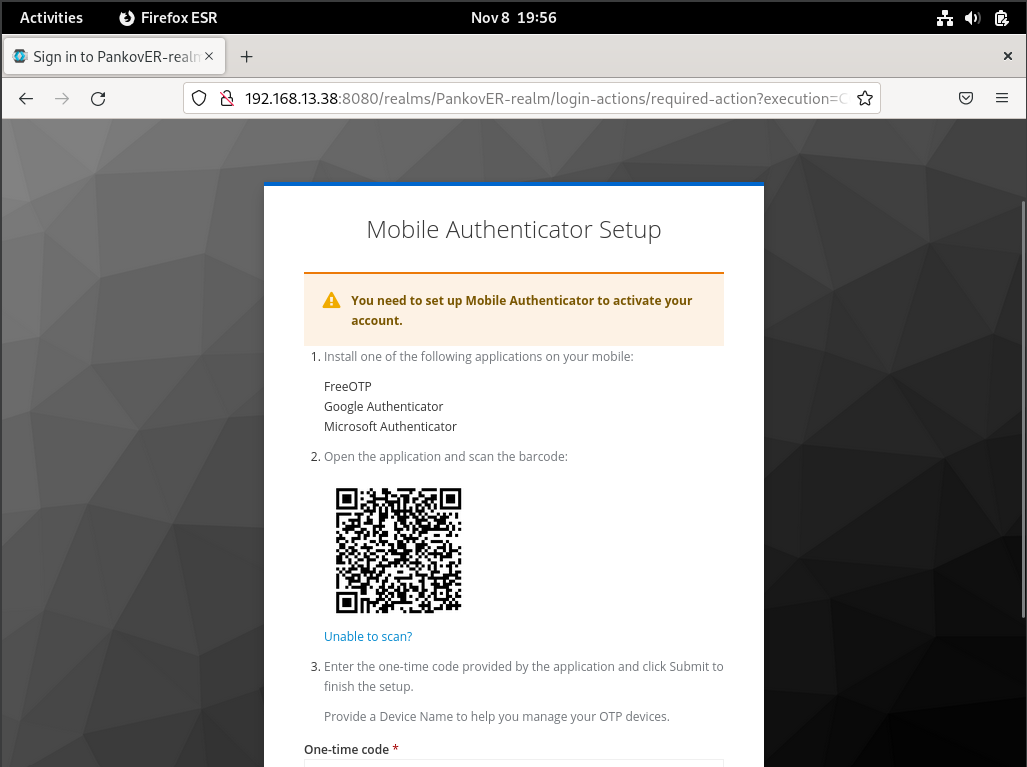 Activities Firefox ESR Nov 8 19:56
Sign in to PankovER-realm
192.168.13.38:8080/realms/PankovER-realm/login-actions/required-action?execution=C
Mobile Authenticator Setup
You need to set up Mobile Authenticator to activate your
account.
1. Install one of the following applications on your mobile:
FreeOTP
Google Authenticator
Microsoft Authenticator
2. Open the application and scan the barcode:
Unable to scan?
3. Enter the one-time code provided by the application and click Submit to
finish the setup.
Provide a Device Name to help you manage your OTP devices.
One-time code *